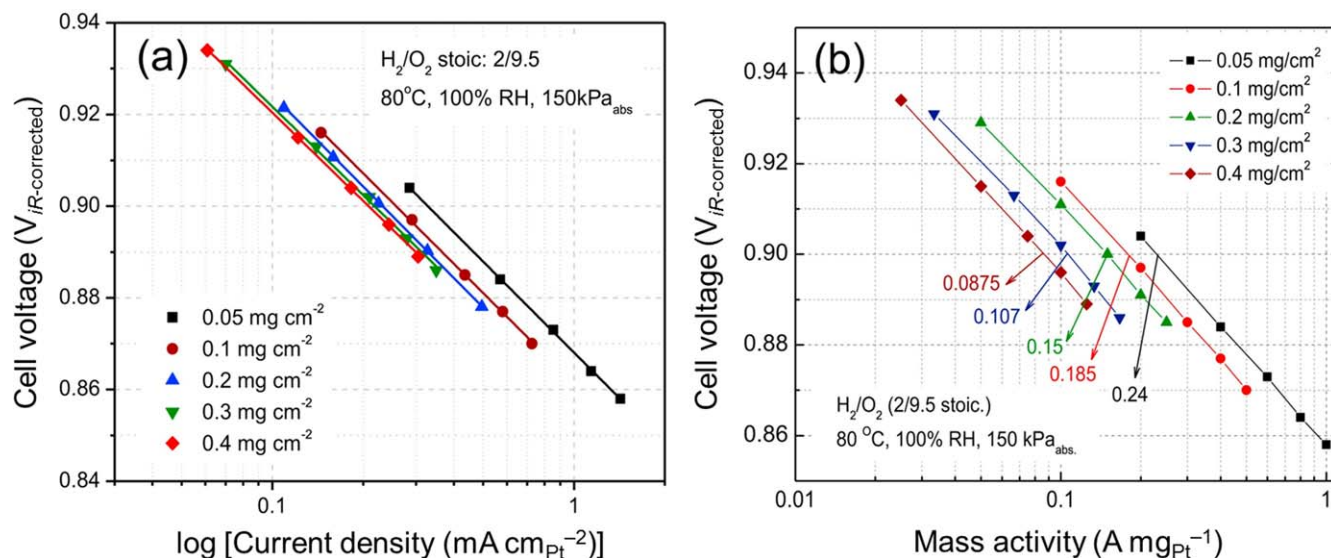 (a)
H₂/O₂ stoic: 2/9.5
80°C, 100% RH, 150kPa_abs
0.94
0.92
0.90
0.88
0.86
0.84
Cell voltage (V_iR-corrected)
0.05 mg cm⁻²
0.1 mg cm⁻²
0.2 mg cm⁻²
0.3 mg cm⁻²
0.4 mg cm⁻²
0.1
1
log [Current density (mA cm_Pt⁻²)]
(b)
0.05 mg/cm²
0.1 mg/cm²
0.2 mg/cm²
0.3 mg/cm²
0.4 mg/cm²
0.94
0.92
0.90
0.88
0.86
Cell voltage (V_iR-corrected)
0.0875
0.107
0.15
0.185
0.24
H₂/O₂ (2/9.5 stoic.)
80 °C, 100% RH, 150 kPa_abs.
0.01
0.1
1
Mass activity (A mg_Pt⁻¹)